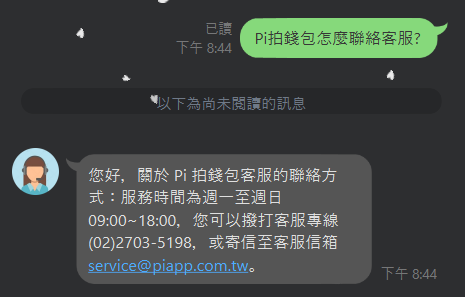 Pi拍錢包怎麼聯絡客服?
已讀
下午 8:44
以下為尚未閱讀的訊息
您好，關於 Pi 拍錢包客服的聯絡方
式：服務時間為週一至週日
09:00~18:00，您可以撥打客服專線
(02)2703-5198，或寄信至客服信箱
service@piapp.com.tw。
下午 8:44